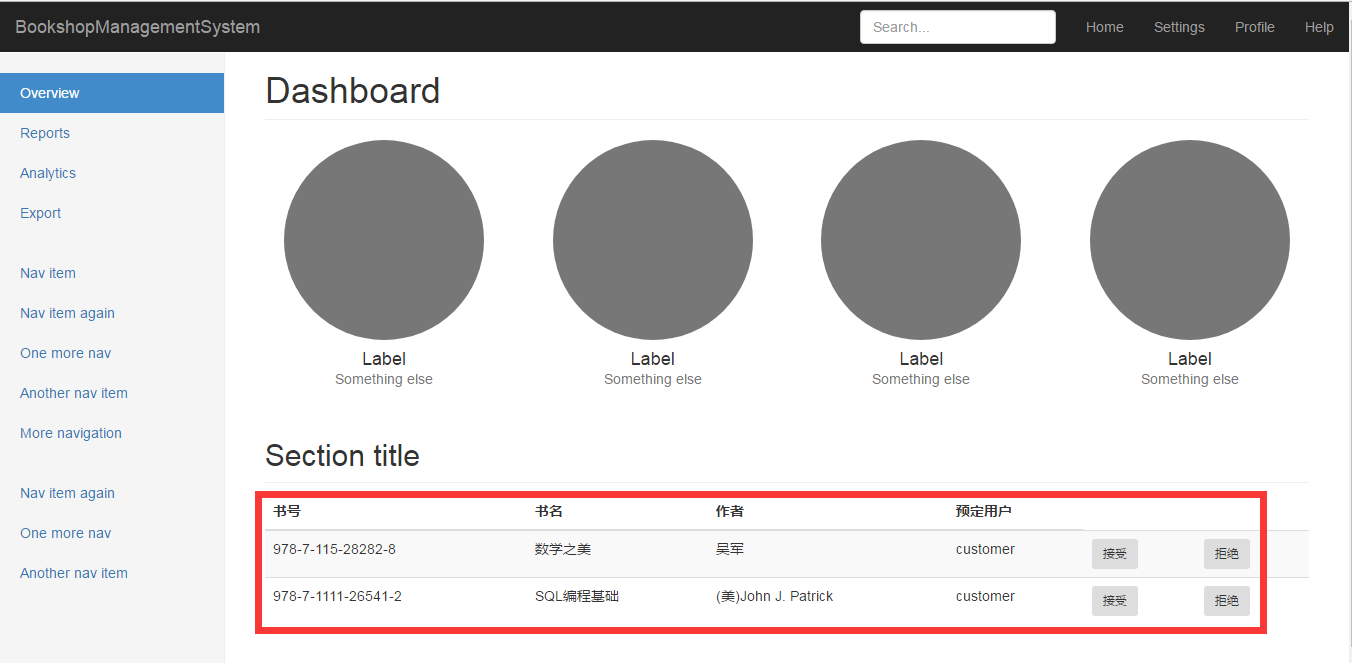 BookshopManagementSystem
Search...
Home
Settings
Profile
Help
Overview
Reports
Analytics
Export
Nav item
Nav item again
One more nav
Another nav item
More navigation
Nav item again
One more nav
Another nav item
Dashboard
Label
Something else
Label
Something else
Label
Something else
Label
Something else
Section title
书号 书名 作者 预定用户
978-7-115-28282-8 数学之美 吴军 customer 接受 拒绝
978-7-1111-26541-2 SQL编程基础 (美)John J. Patrick customer 接受 拒绝